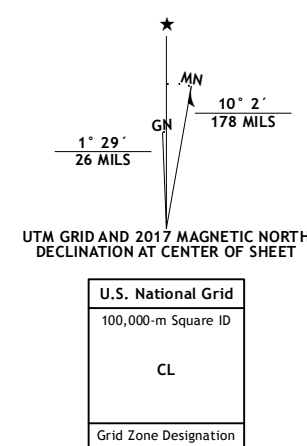 ★
MN
GN
10° 2´
178 MILS
1° 29´
26 MILS
UTM GRID AND 2017 MAGNETIC NORTH
DECLINATION AT CENTER OF SHEET
U.S. National Grid
100,000-m Square ID
CL
Grid Zone Designation